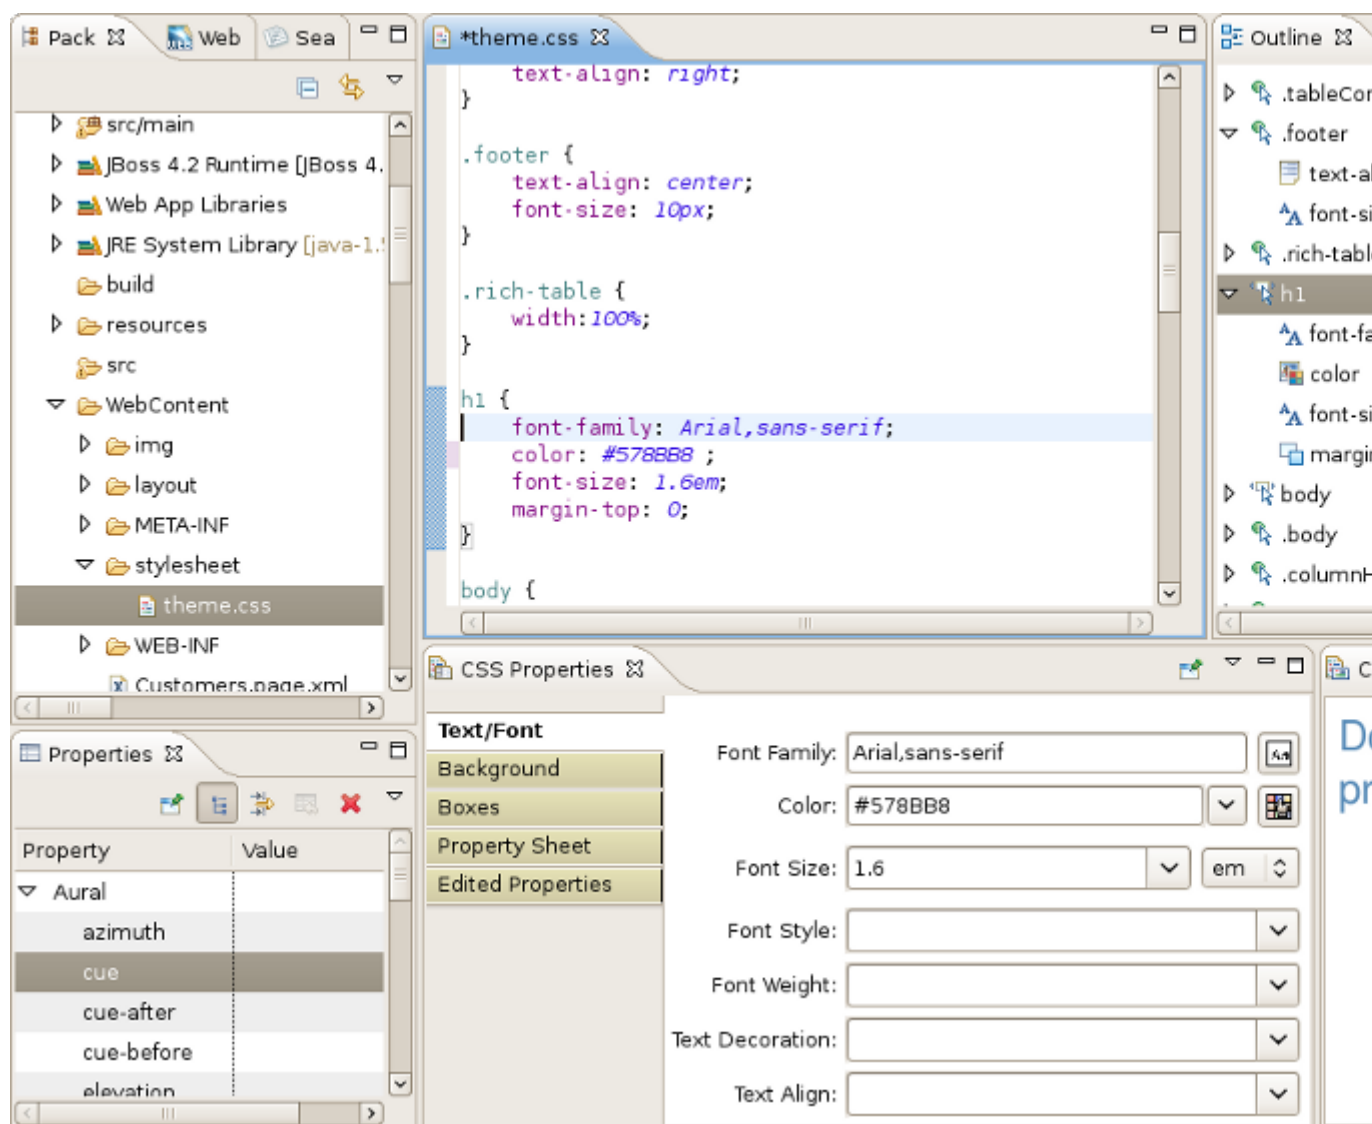 Pack
Web
Sea
src/main
JBoss 4.2 Runtime [JBoss 4.
Web App Libraries
JRE System Library [java-1.
build
resources
src
WebContent
img
layout
META-INF
stylesheet
theme.css
WEB-INF
Customers.page.xml
*theme.css
text-align: right;
}
.footer {
text-align: center;
font-size: 10px;
}
.rich-table {
width:100%;
}
h1 {
font-family: Arial,sans-serif;
color: #578BB8 ;
font-size: 1.6em;
margin-top: 0;
}
body {
Outline
.tableCor
.footer
text-al
font-si
.rich-tabl
h1
font-fa
color
font-si
margin
body
.body
.columnH
Properties
Property Value
Aural
azimuth
cue
cue-after
cue-before
elevation
CSS Properties
Text/Font
Background
Boxes
Property Sheet
Edited Properties
Font Family: Arial,sans-serif
Color: #578BB8
Font Size: 1.6 em
Font Style:
Font Weight:
Text Decoration:
Text Align:
C
De
pr